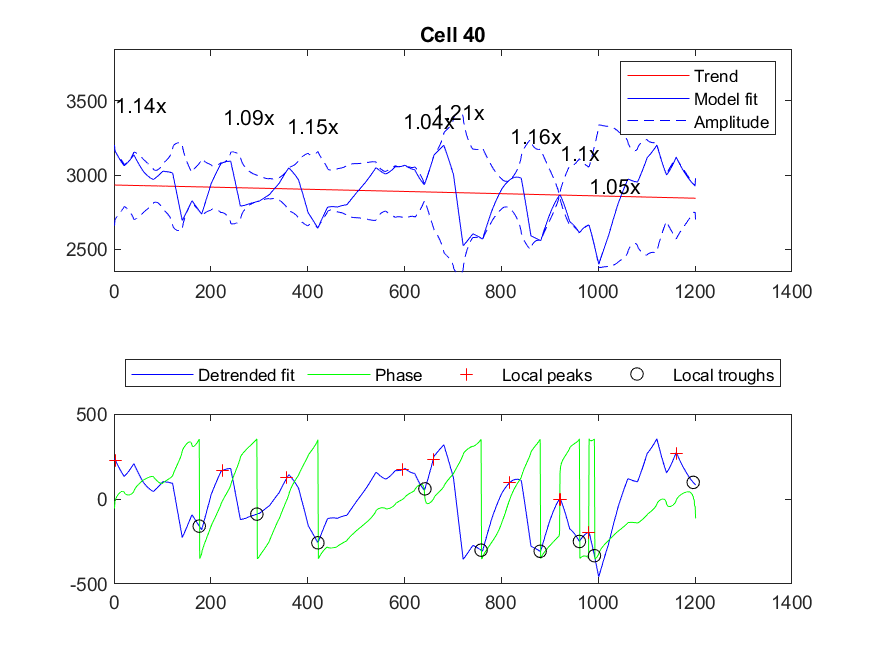 Cell 40
3500
3000
2500
1.14x
1.09x
1.15x
1.04x
1.21x
1.16x
1.1x
1.05x
Trend
Model fit
Amplitude
0 200 400 600 800 1000 1200 1400
Detrended fit Phase Local peaks Local troughs
500
0
-500
0 200 400 600 800 1000 1200 1400